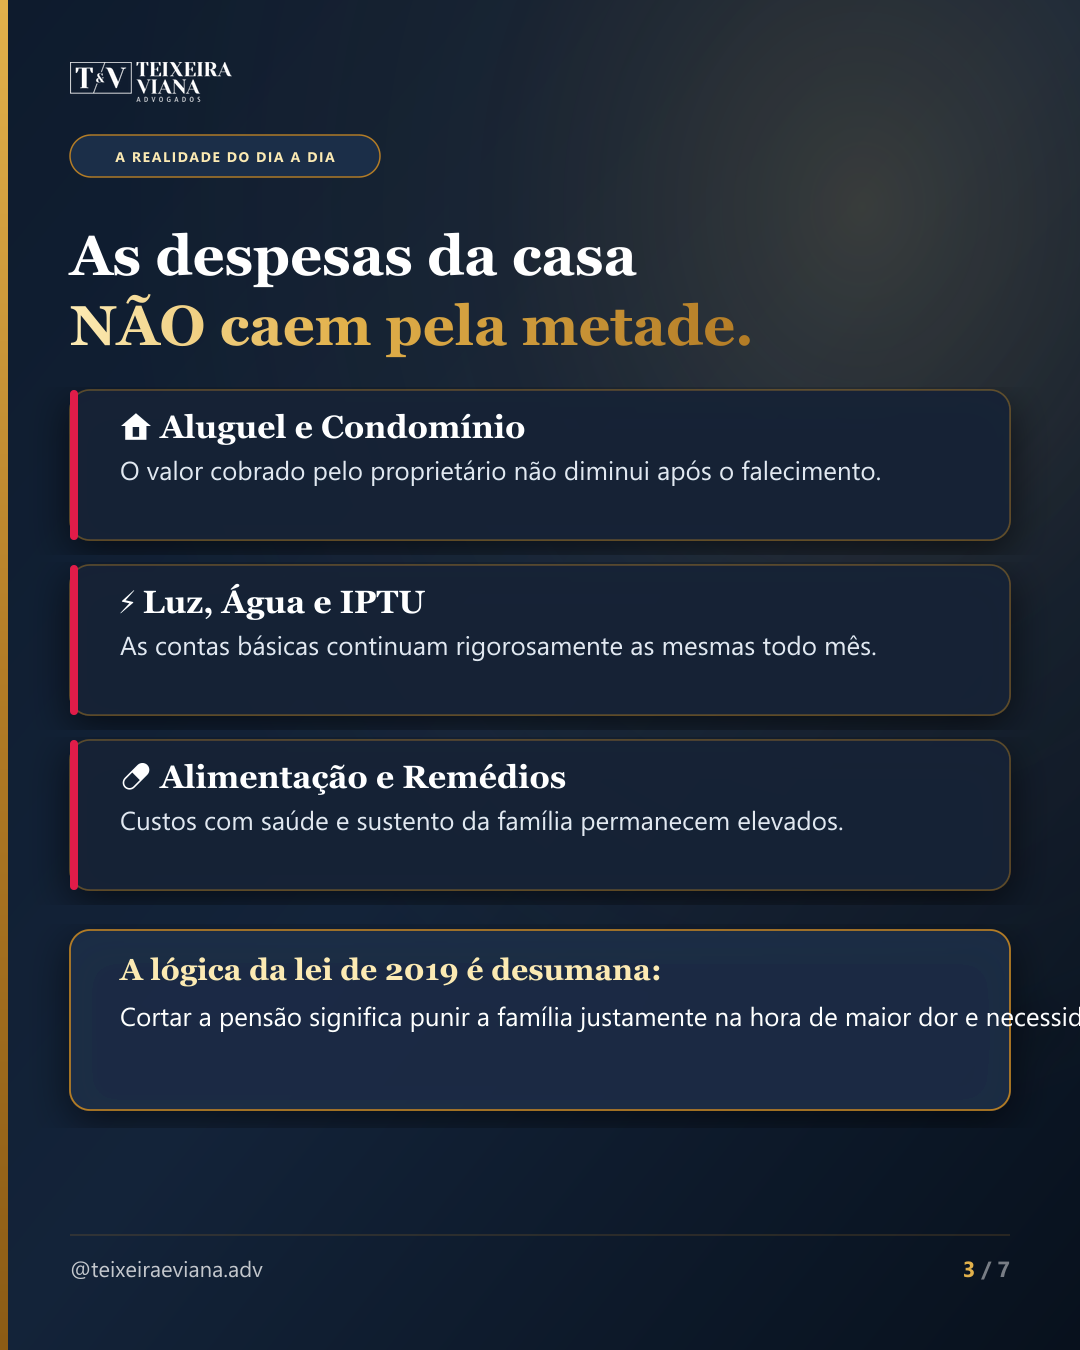 T&V TEIXEIRA
VIANA
ADVOGADOS
A REALIDADE DO DIA A DIA
As despesas da casa
NÃO caem pela metade.
Aluguel e Condomínio
O valor cobrado pelo proprietário não diminui após o falecimento.
Luz, Água e IPTU
As contas básicas continuam rigorosamente as mesmas todo mês.
Alimentação e Remédios
Custos com saúde e sustento da família permanecem elevados.
A lógica da lei de 2019 é desumana:
Cortar a pensão significa punir a família justamente na hora de maior dor e necessid
@teixeiraeviana.adv
3 / 7